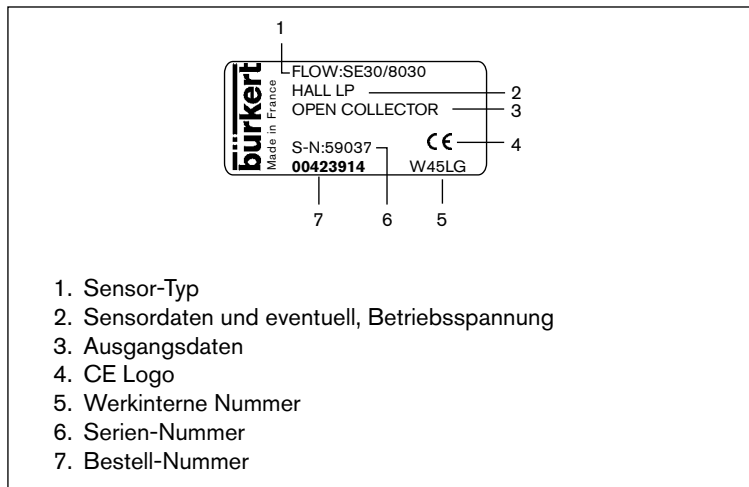 1
bürkert
Made in France
FLOW:SE30/8030
HALL LP
2
OPEN COLLECTOR
3
S-N:59037
CE
4
00423914
W45LG
7
6
5
1. Sensor-Typ
2. Sensordaten und eventuell, Betriebsspannung
3. Ausgangsdaten
4. CE Logo
5. Werkinterne Nummer
6. Serien-Nummer
7. Bestell-Nummer